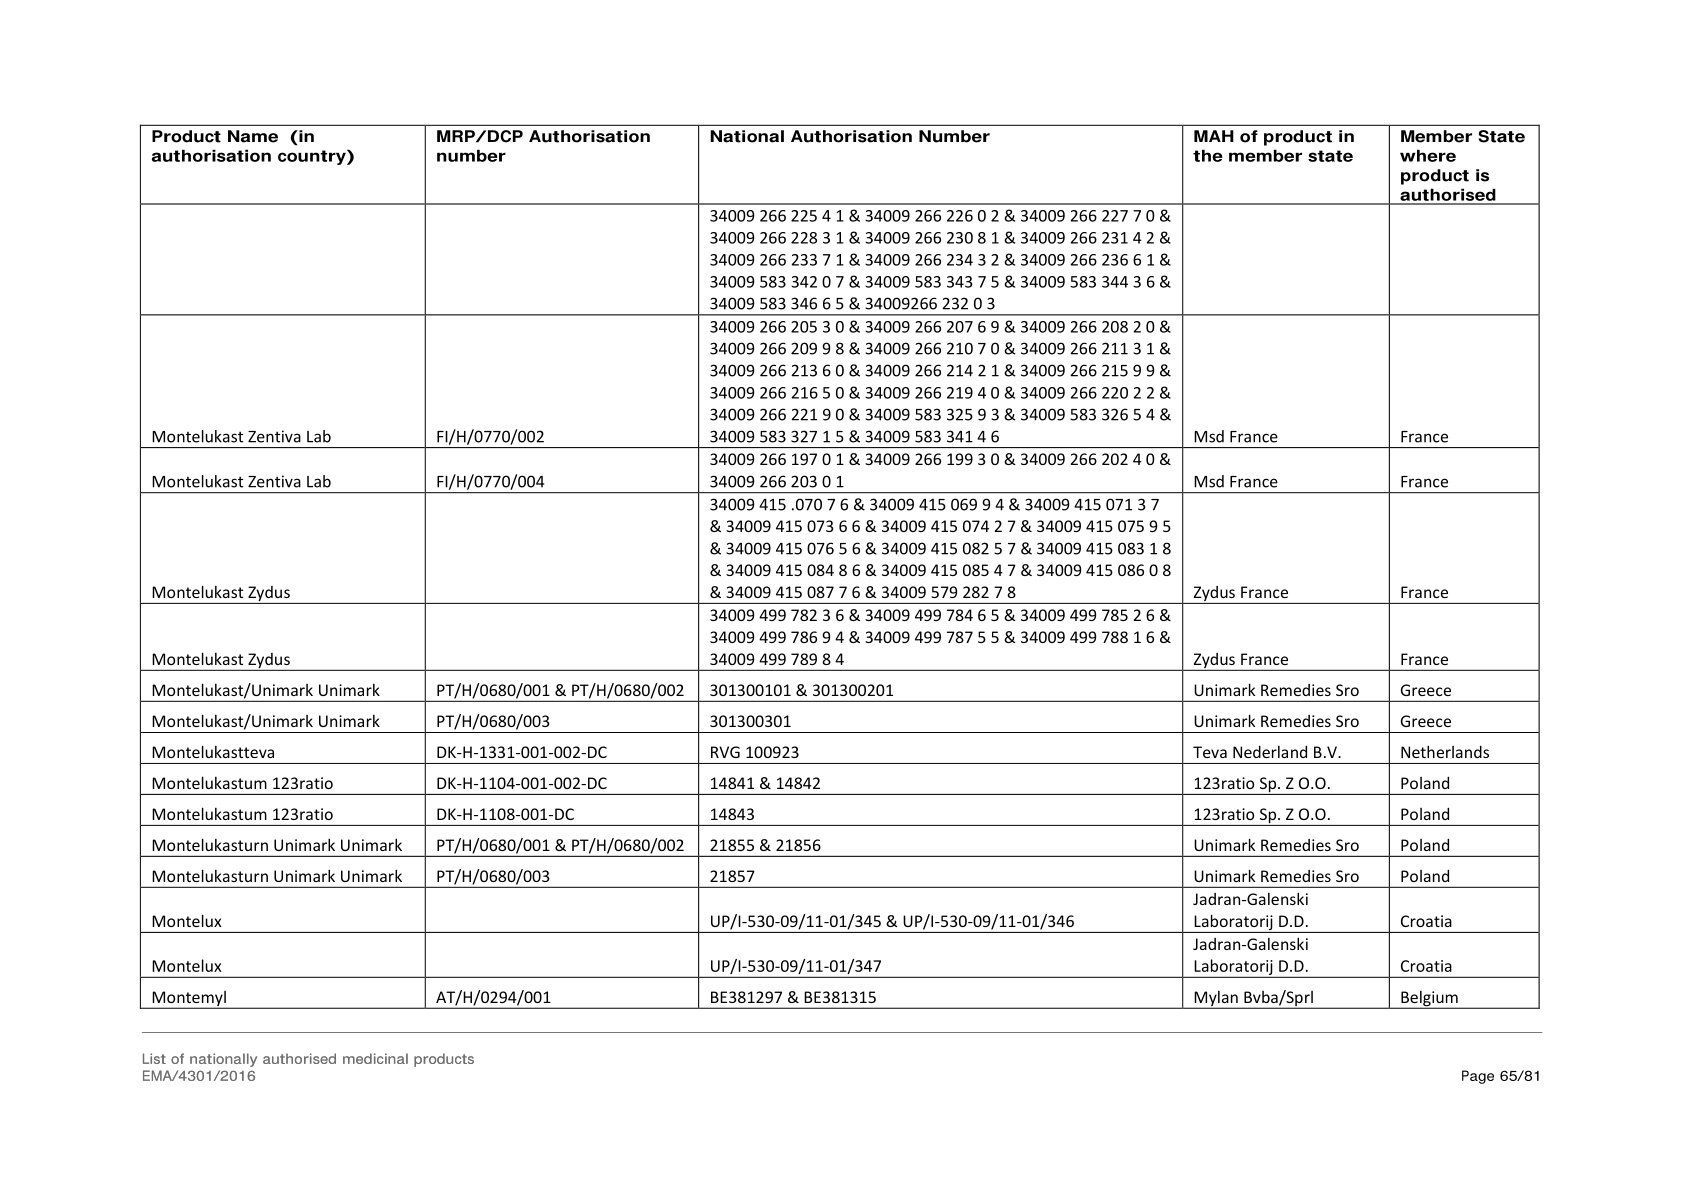 Product Name  (in authorisation country)
MRP/DCP Authorisation number
National Authorisation Number
MAH of product in the member state
Member State where product is authorised
34009 266 225 4 1 & 34009 266 226 0 2 & 34009 266 227 7 0 &
34009 266 228 3 1 & 34009 266 230 8 1 & 34009 266 231 4 2 &
34009 266 233 7 1 & 34009 266 234 3 2 & 34009 266 236 6 1 &
34009 583 342 0 7 & 34009 583 343 7 5 & 34009 583 344 3 6 &
34009 583 346 6 5 & 34009266 232 0 3
34009 266 205 3 0 & 34009 266 207 6 9 & 34009 266 208 2 0 &
34009 266 209 9 8 & 34009 266 210 7 0 & 34009 266 211 3 1 &
34009 266 213 6 0 & 34009 266 214 2 1 & 34009 266 215 9 9 &
34009 266 216 5 0 & 34009 266 219 4 0 & 34009 266 220 2 2 &
34009 266 221 9 0 & 34009 583 325 9 3 & 34009 583 326 5 4 &
Montelukast Zentiva Lab FI/H/0770/002 34009 583 327 1 5 & 34009 583 341 4 6 Msd France France
34009 266 197 0 1 & 34009 266 199 3 0 & 34009 266 202 4 0 &
Montelukast Zentiva Lab FI/H/0770/004 34009 266 203 0 1 Msd France France
34009 415 .070 7 6 & 34009 415 069 9 4 & 34009 415 071 3 7
& 34009 415 073 6 6 & 34009 415 074 2 7 & 34009 415 075 9 5
& 34009 415 076 5 6 & 34009 415 082 5 7 & 34009 415 083 1 8
& 34009 415 084 8 6 & 34009 415 085 4 7 & 34009 415 086 0 8
Montelukast Zydus & 34009 415 087 7 6 & 34009 579 282 7 8 Zydus France France
34009 499 782 3 6 & 34009 499 784 6 5 & 34009 499 785 2 6 &
34009 499 786 9 4 & 34009 499 787 5 5 & 34009 499 788 1 6 &
Montelukast Zydus 34009 499 789 8 4 Zydus France France
Montelukast/Unimark Unimark PT/H/0680/001 & PT/H/0680/002 301300101 & 301300201 Unimark Remedies Sro Greece
Montelukast/Unimark Unimark PT/H/0680/003 301300301 Unimark Remedies Sro Greece
Montelukastteva DK-H-1331-001-002-DC RVG 100923 Teva Nederland B.V. Netherlands
Montelukastum 123ratio DK-H-1104-001-002-DC 14841 & 14842 123ratio Sp. Z O.O. Poland
Montelukastum 123ratio DK-H-1108-001-DC 14843 123ratio Sp. Z O.O. Poland
Montelukasturn Unimark Unimark PT/H/0680/001 & PT/H/0680/002 21855 & 21856 Unimark Remedies Sro Poland
Montelukasturn Unimark Unimark PT/H/0680/003 21857 Unimark Remedies Sro Poland
Jadran-Galenski
Montelux UP/I-530-09/11-01/345 & UP/I-530-09/11-01/346 Laboratorij D.D. Croatia
Jadran-Galenski
Montelux UP/I-530-09/11-01/347 Laboratorij D.D. Croatia
Montemyl AT/H/0294/001 BE381297 & BE381315 Mylan Bvba/Sprl Belgium
List of nationally authorised medicinal products
EMA/4301/2016 Page 65/81